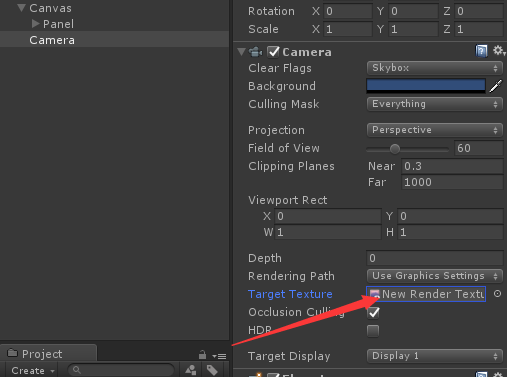 Canvas
Panel
Camera
Project
Create
Rotation X 0 Y 0 Z 0
Scale X 1 Y 1 Z 1
Camera
Clear Flags Skybox
Background
Culling Mask Everything
Projection Perspective
Field of View 60
Clipping Planes Near 0.3
Far 1000
Viewport Rect
X 0 Y 0
W 1 H 1
Depth 0
Rendering Path Use Graphics Settings
Target Texture New Render Textu
Occlusion Culling
HDR
Target Display Display 1